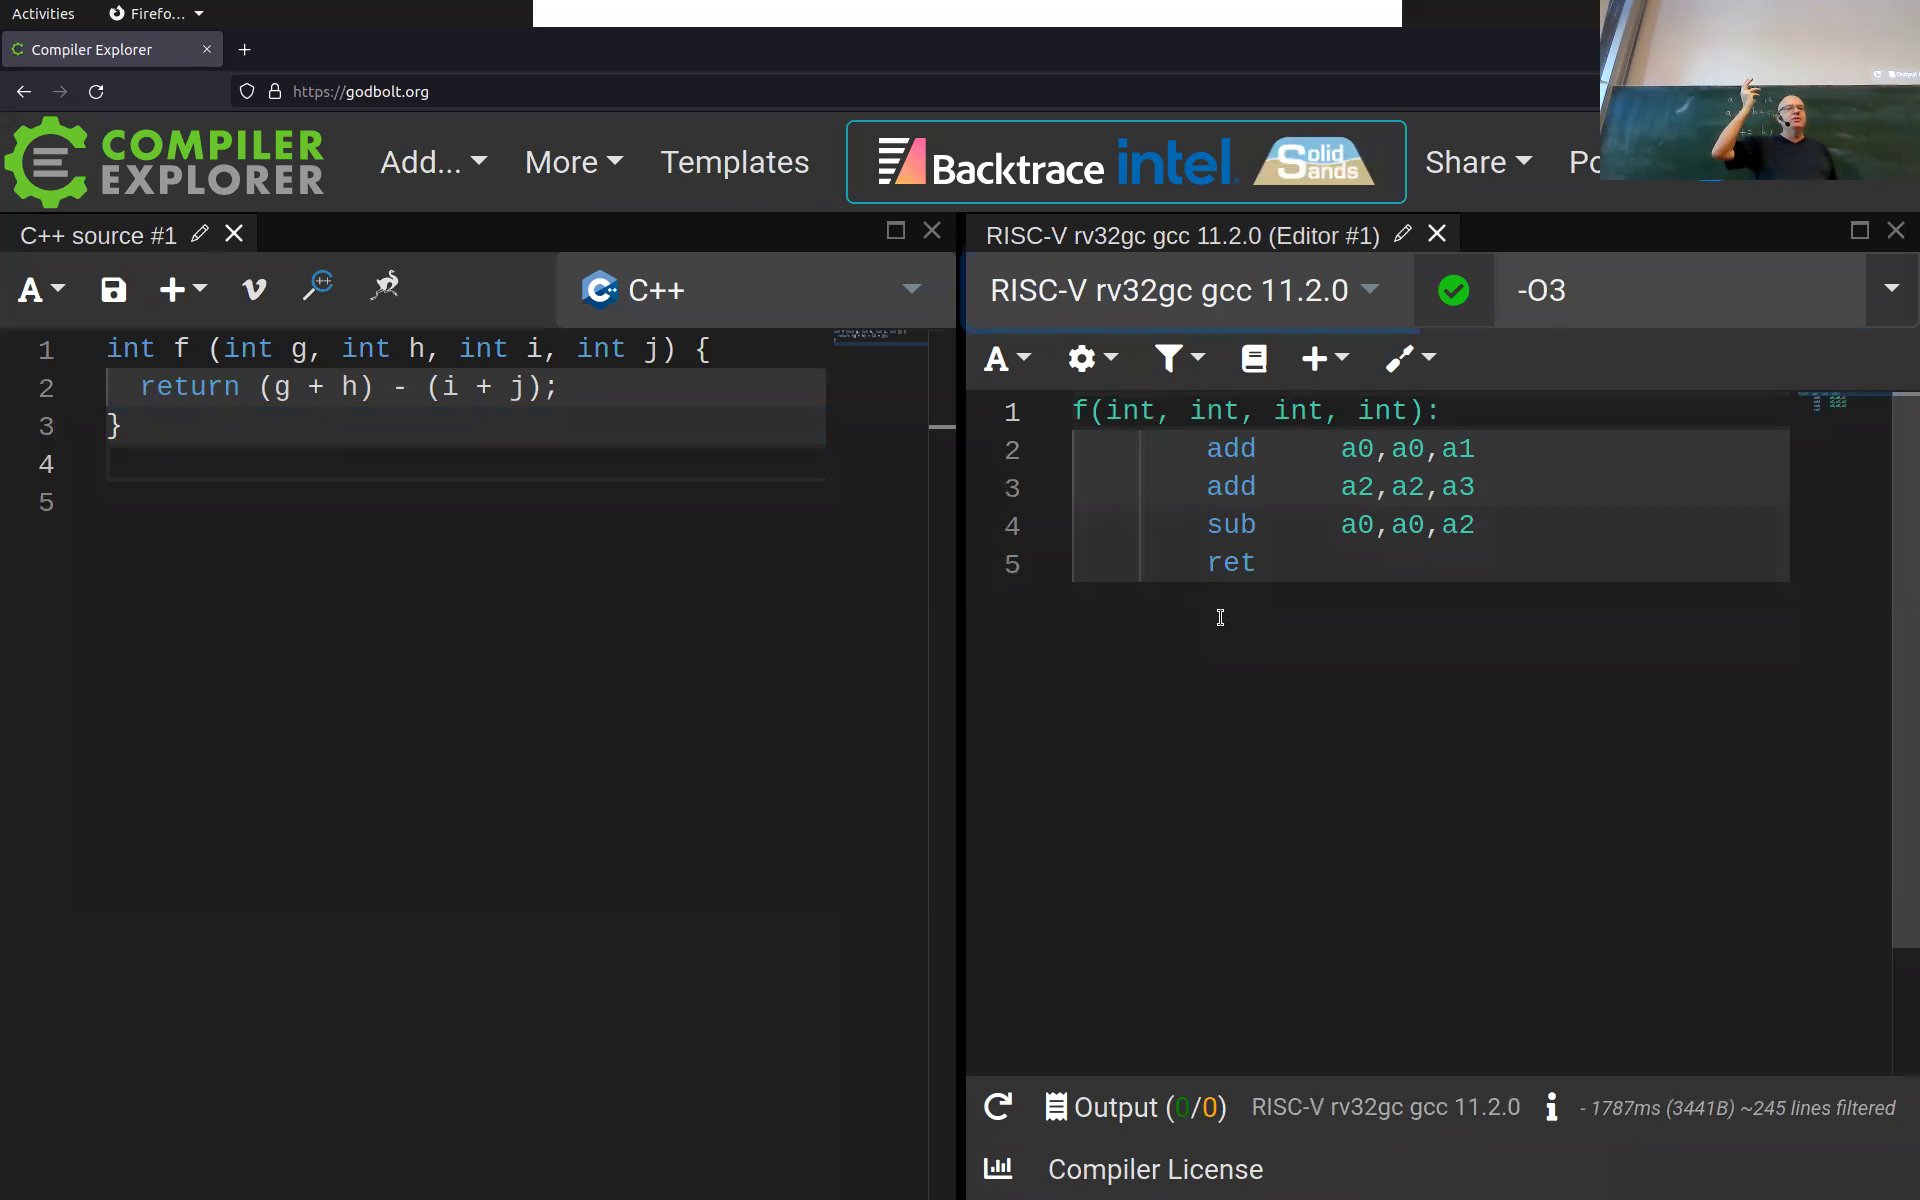 Activities
Firefo...
Compiler Explorer
https://godbolt.org
COMPILER EXPLORER
Add...
More
Templates
Backtrace
intel
Solid Sands
Share
Po
C++ source #1
RISC-V rv32gc gcc 11.2.0 (Editor #1)
A
C++
RISC-V rv32gc gcc 11.2.0
-O3
A
1 int f (int g, int h, int i, int j) {
2 return (g + h) - (i + j);
3 }
4
5
1 f(int, int, int, int):
2 add a0,a0,a1
3 add a2,a2,a3
4 sub a0,a0,a2
5 ret
Output (0/0) RISC-V rv32gc gcc 11.2.0 - 1787ms (3441B) ~245 lines filtered
Compiler License